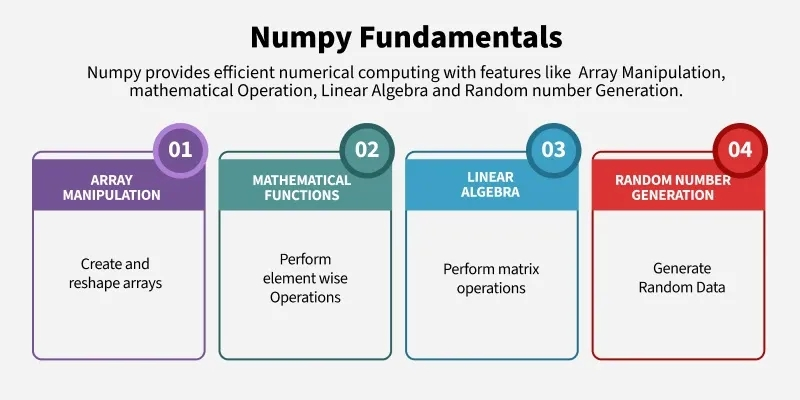 Numpy Fundamentals
Numpy provides efficient numerical computing with features like Array Manipulation,
mathematical Operation, Linear Algebra and Random number Generation.
01
ARRAY
MANIPULATION
Create and
reshape arrays
02
MATHEMATICAL
FUNCTIONS
Perform
element wise
Operations
03
LINEAR
ALGEBRA
Perform matrix
operations
04
RANDOM NUMBER
GENERATION
Generate
Random Data